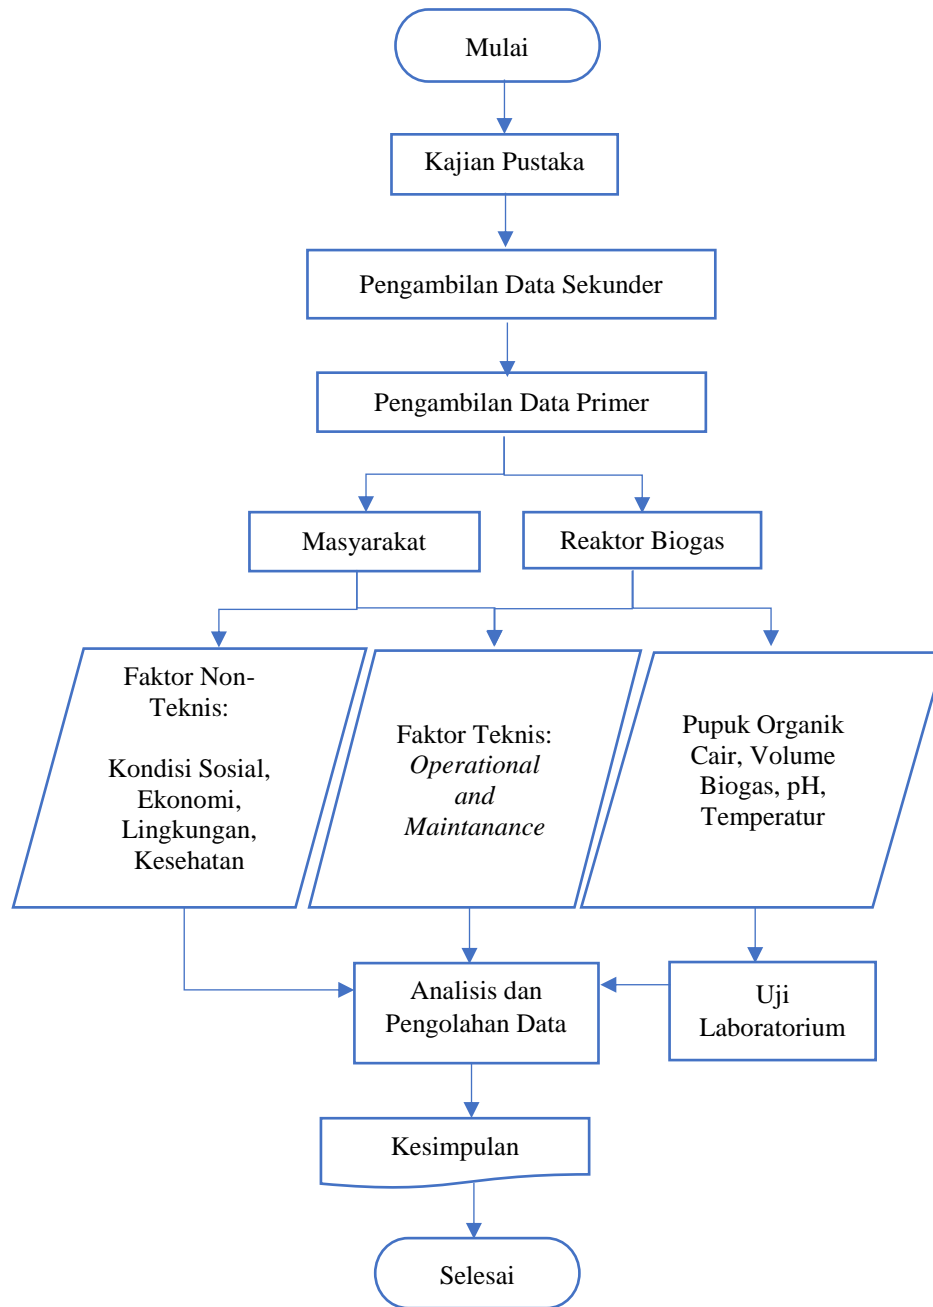 Mulai
Kajian Pustaka
Pengambilan Data Sekunder
Pengambilan Data Primer
Masyarakat
Reaktor Biogas
Faktor Non-
Teknis:
Kondisi Sosial,
Ekonomi,
Lingkungan,
Kesehatan
Faktor Teknis:
Operational
and
Maintanance
Pupuk Organik
Cair, Volume
Biogas, pH,
Temperatur
Analisis dan
Pengolahan Data
Uji
Laboratorium
Kesimpulan
Selesai